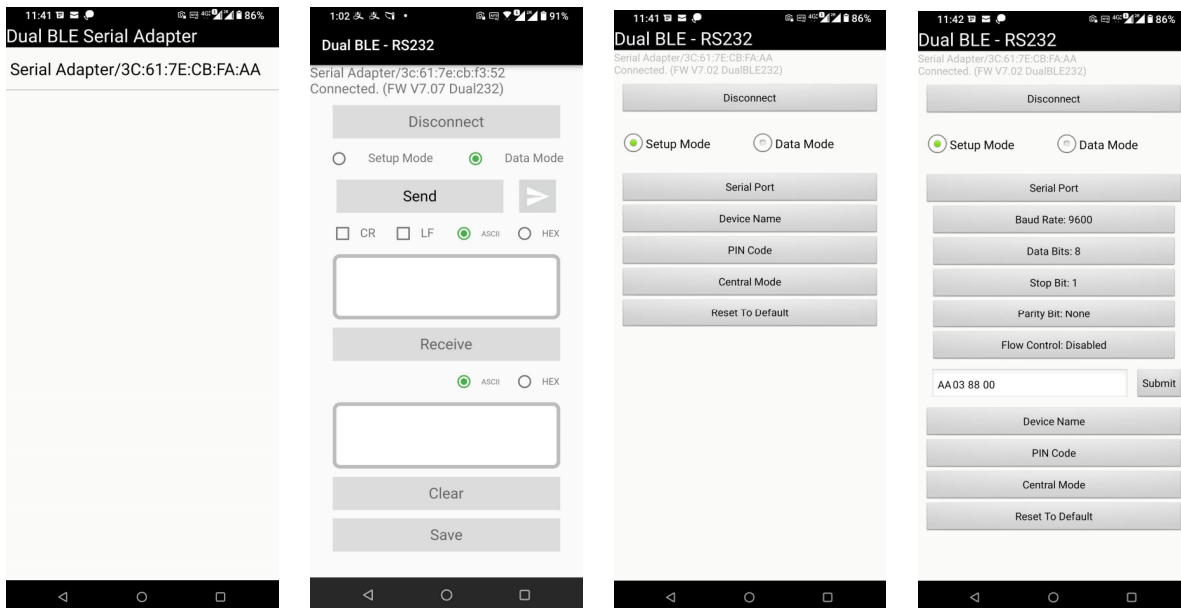 11:41 86%
Dual BLE Serial Adapter
Serial Adapter/3C:61:7E:CB:FA:AA
1:02 91%
Dual BLE - RS232
Serial Adapter/3c:61:7e:cb:f3:52
Connected. (FW V7.07 Dual232)
Disconnect
Setup Mode Data Mode
Send
CR LF ASCII HEX
Receive
ASCII HEX
Clear
Save
11:41 86%
Dual BLE - RS232
Serial Adapter/3C:61:7E:CB:FA:AA
Connected. (FW V7.02 DualBLE232)
Disconnect
Setup Mode Data Mode
Serial Port
Device Name
PIN Code
Central Mode
Reset To Default
11:42 86%
Dual BLE - RS232
Serial Adapter/3C:61:7E:CB:FA:AA
Connected. (FW V7.02 DualBLE232)
Disconnect
Setup Mode Data Mode
Serial Port
Baud Rate: 9600
Data Bits: 8
Stop Bit: 1
Parity Bit: None
Flow Control: Disabled
AA 03 88 00 Submit
Device Name
PIN Code
Central Mode
Reset To Default